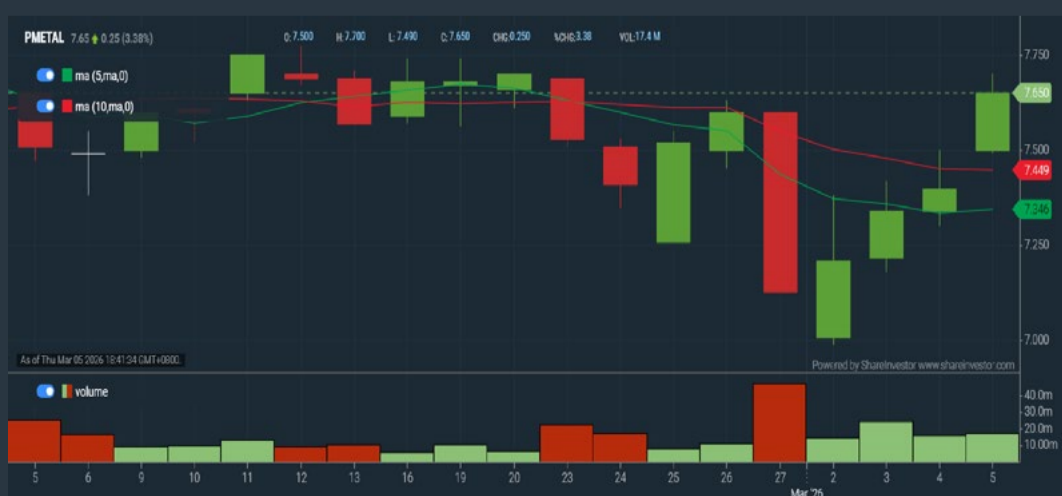 PMETAL 7.65 0.25 (3.38%) O: 7.500 H: 7.700 L: 7.490 C: 7.650 CHG:0.250 %CHG:3.38 VOL:17.4 M
ma (5,ma,0)
ma (10,ma,0)
7.750
7.650
7.500
7.449
7.346
7.250
7.000
As of Thu Mar 05 2026 18:41:34 GMT+0800.
Powered by ShareInvestor www.shareinvestor.com
volume
40.0m
30.0m
20.0m
10.00m
5 6 9 10 11 12 13 16 19 20 23 24 25 26 27 2 3 4 5
Mar '26